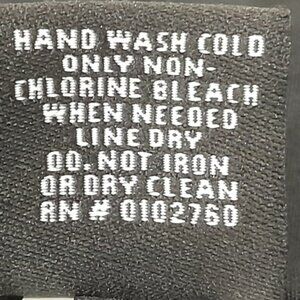 HAND WASH COLD
ONLY NON-
CHLORINE BLEACH
WHEN NEEDED
LINE DRY
DO. NOT IRON
OR DRY CLEAN
RN # 0102760